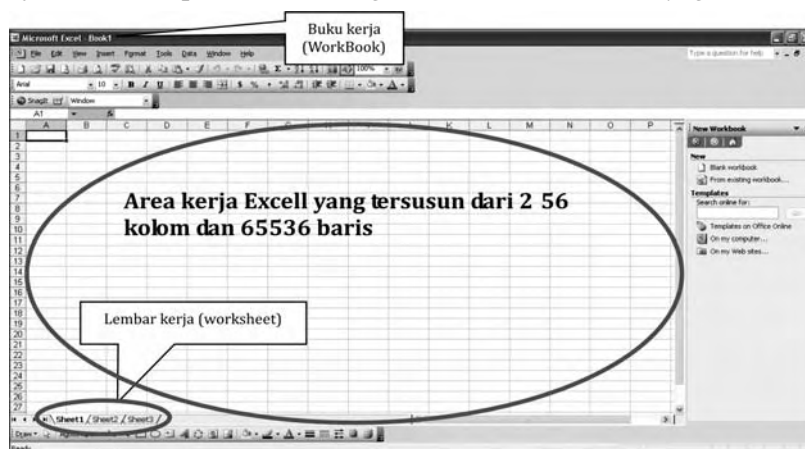 Buku kerja
(WorkBook)
Microsoft Excel - Book1
File Edit View Insert Format Tools Data Window Help
Type a question for help
100%
Arial 10 B I U $ %
SnagIt Window
A1 fx
A B C D E F G H I J K L M N O P
New Workbook
1
2
3
4
5
6
7
8
9
10
11
12
13
14
15
16
17
18
19
20
21
22
23
24
25
26
27
New
Blank workbook
From existing workbook...
Templates
Search online for:
Templates on Office Online
On my computer...
On my Web sites...
Area kerja Excell yang tersusun dari 2 56
kolom dan 65536 baris
Lembar kerja (worksheet)
Sheet1 / Sheet2 / Sheet3 /
Draw
Ready